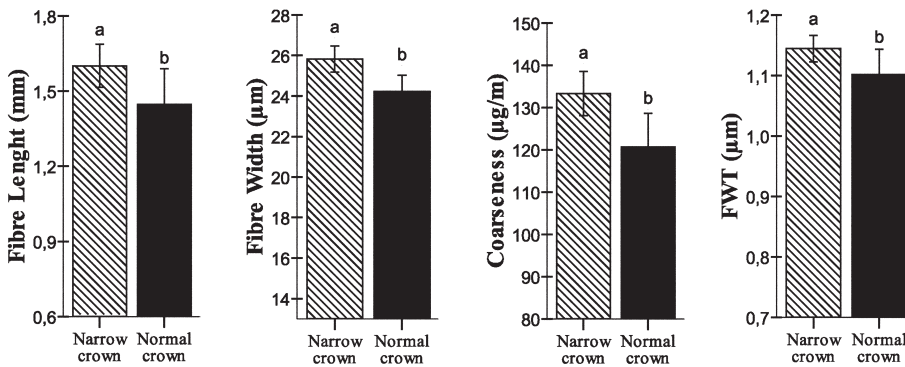 Fibre Lenght (mm)
1,8
1,5
1,2
0,9
0,6
a
b
Narrow crown
Normal crown
Fibre Width (µm)
28
26
24
22
20
18
16
14
a
b
Narrow crown
Normal crown
Coarseness (µg/m)
150
140
130
120
110
100
90
80
a
b
Narrow crown
Normal crown
FWT (µm)
1,2
1,1
1,0
0,9
0,7
a
b
Narrow crown
Normal crown